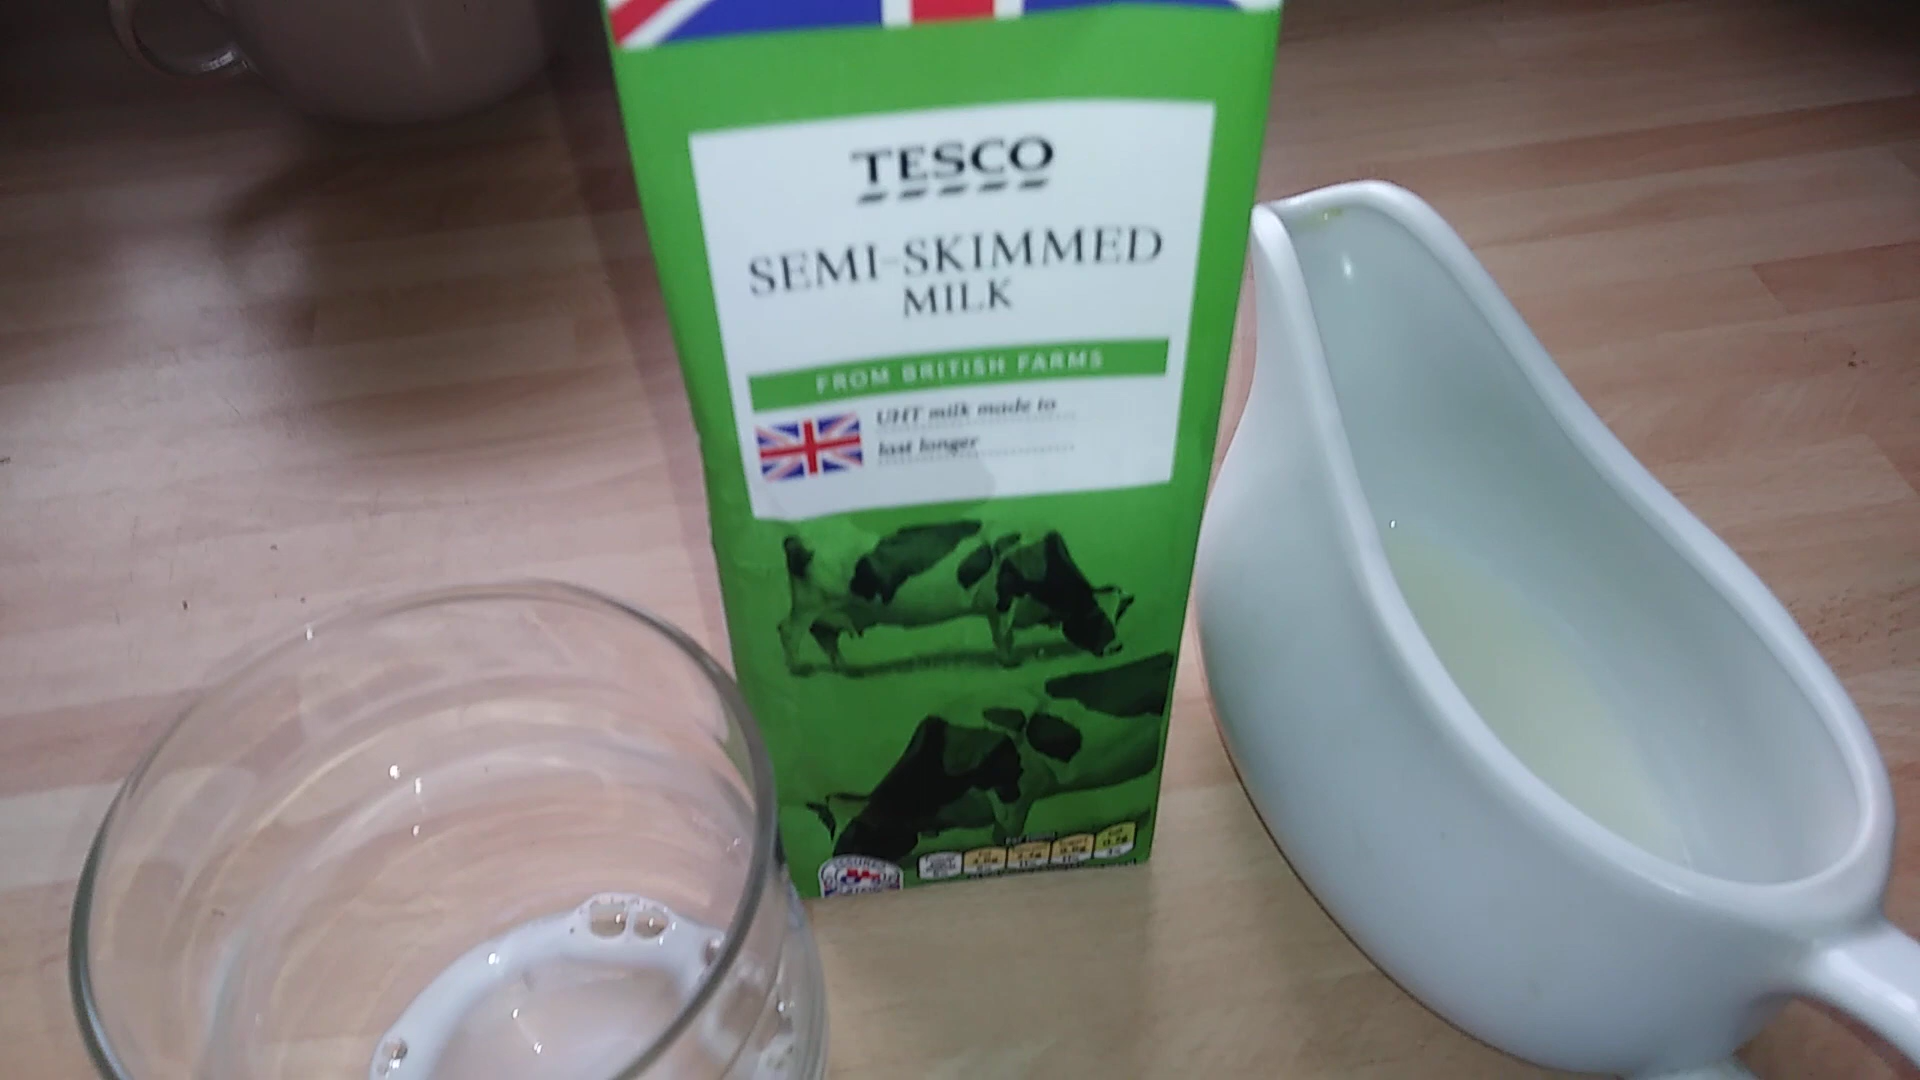 TESCO
SEMI-SKIMMED
MILK
FROM BRITISH FARMS
UHT milk made to
last longer